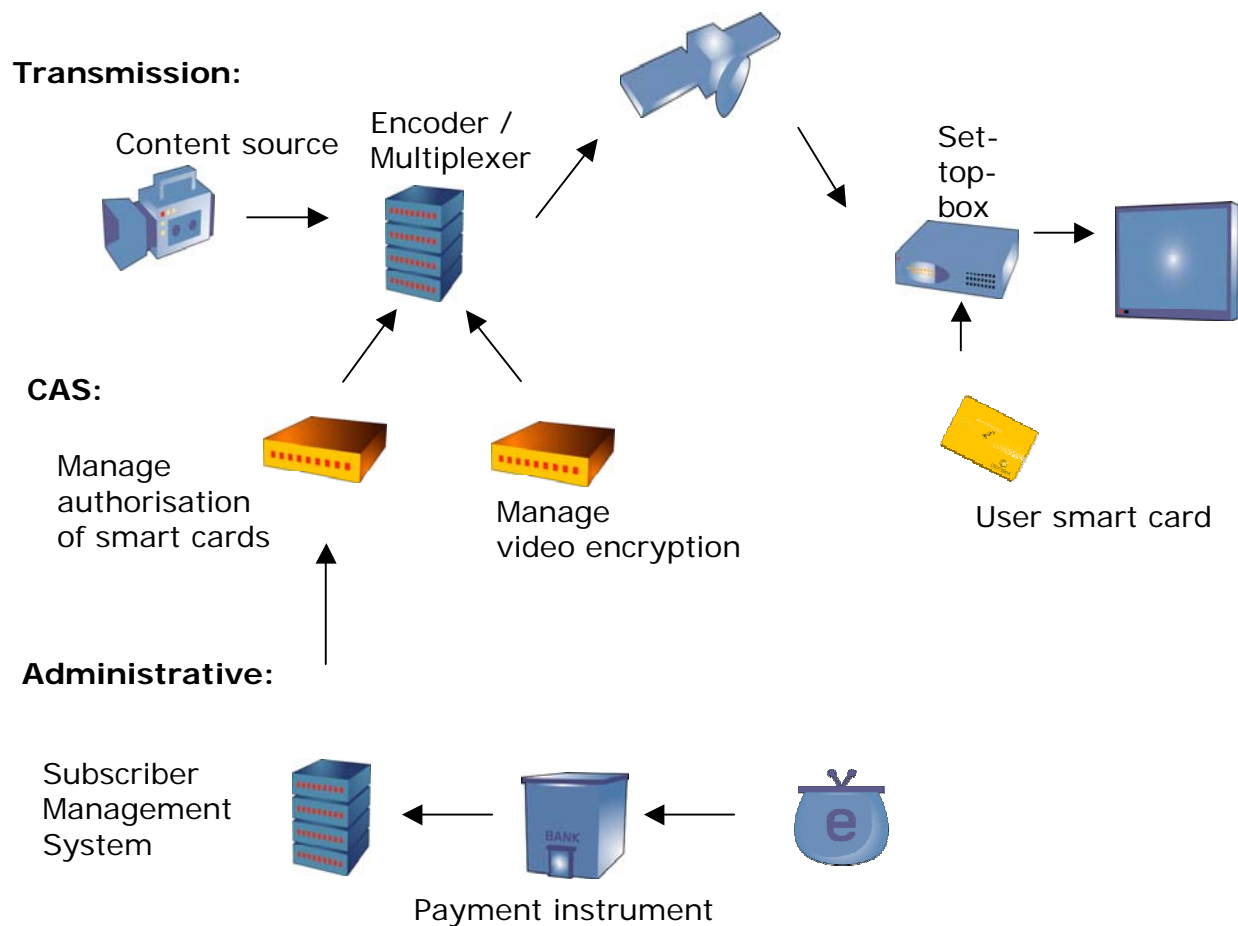 Transmission:
Content source
Encoder /
Multiplexer
Set-
top-
box
CAS:
Manage
authorisation
of smart cards
Manage
video encryption
User smart card
Administrative:
Subscriber
Management
System
BANK
e
Payment instrument